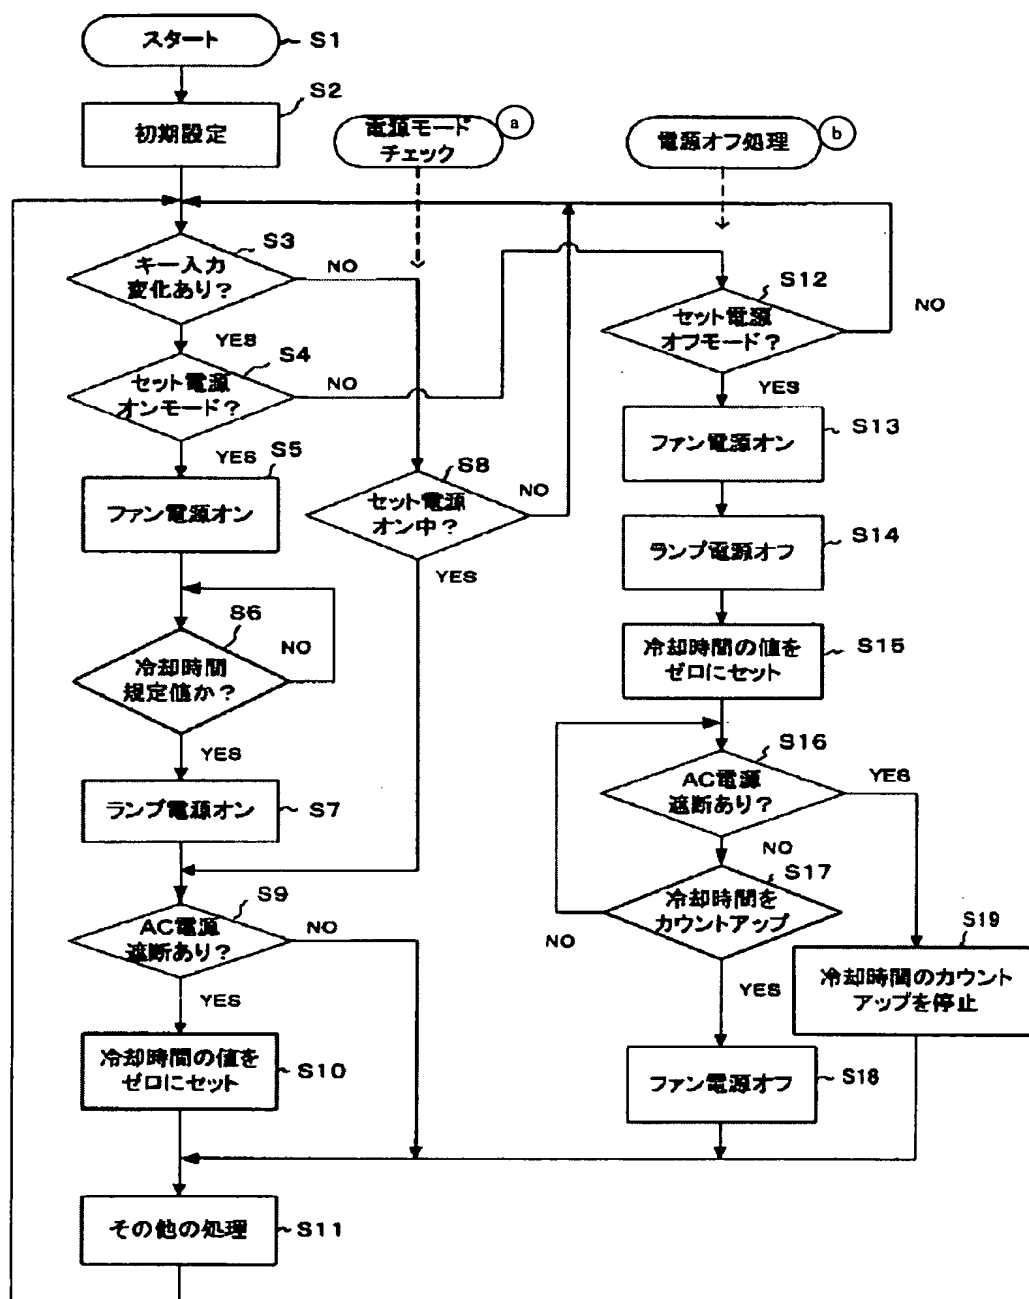 スタート
S1
S2
初期設定
電源モード
チェック
a
電源オフ処理
b
S3
キー入力
変化あり？
NO
YES
S4
セット電源
オンモード？
NO
YES
S5
ファン電源オン
S6
冷却時間
規定値か？
NO
YES
ランプ電源オン
S7
S8
セット電源
オン中？
NO
YES
S9
AC電源
遮断あり？
NO
YES
冷却時間の値を
ゼロにセット
S10
その他の処理
S11
S12
セット電源
オフモード？
NO
YES
ファン電源オン
S13
ランプ電源オフ
S14
冷却時間の値を
ゼロにセット
S15
S16
AC電源
遮断あり？
YES
NO
S17
冷却時間を
カウントアップ
NO
YES
ファン電源オフ
S18
S19
冷却時間のカウント
アップを停止